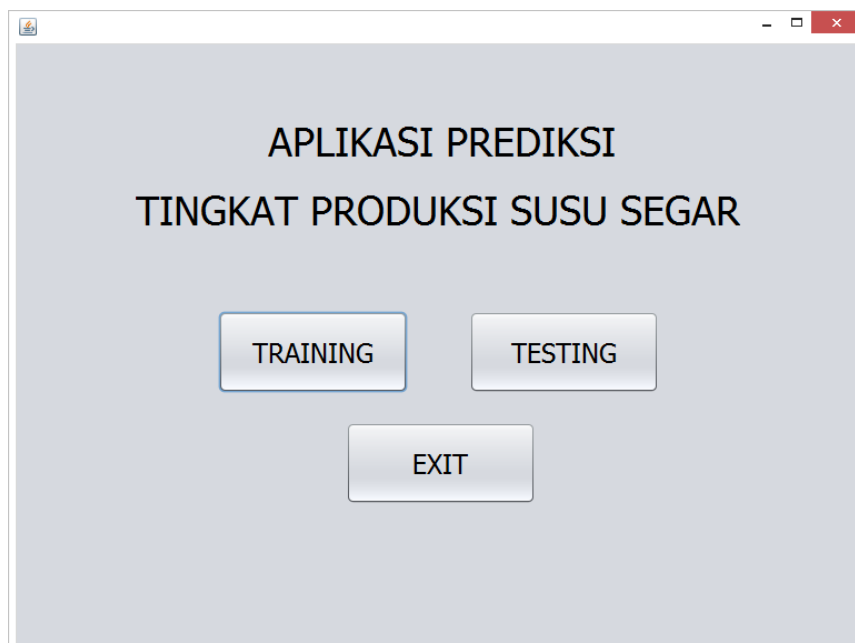 APLIKASI PREDIKSI
TINGKAT PRODUKSI SUSU SEGAR
TRAINING
TESTING
EXIT